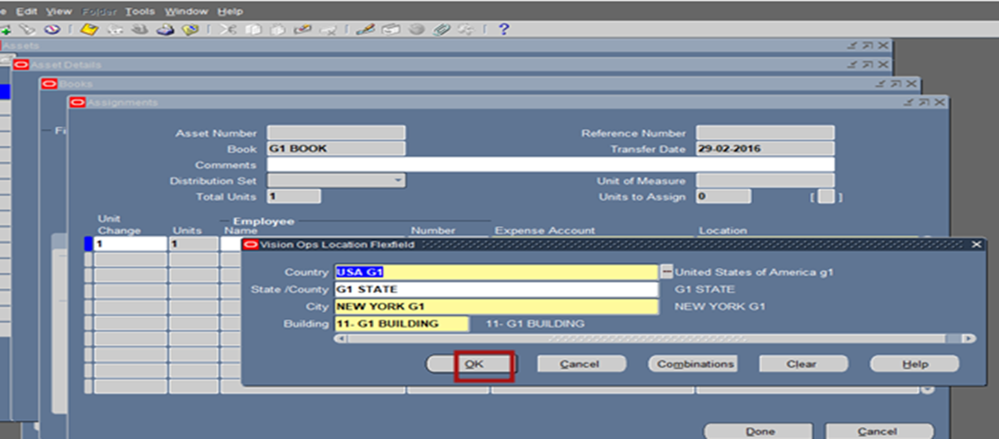 e Edit View Folder Tools Window Help
?
Assets
Asset Details
Books
Assignments
Fi
Asset Number Reference Number
Book G1 BOOK Transfer Date 29-02-2016
Comments
Distribution Set Unit of Measure
Total Units 1 Units to Assign 0 [ ]
Unit Change Units Employee Name Number Expense Account Location
1 1
Vision Ops Location Flexfield
Country USA G1 United States of America g1
State /County G1 STATE G1 STATE
City NEW YORK G1 NEW YORK G1
Building 11- G1 BUILDING 11- G1 BUILDING
OK Cancel Combinations Clear Help
Done Cancel